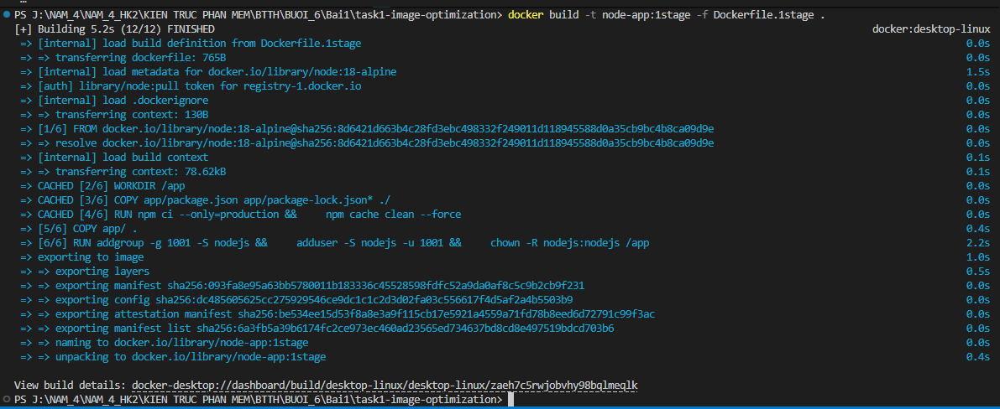 PS J:\NAM_4\NAM_4_HK2\KIEN TRUC PHAN MEM\BTTH\BUOI_6\Bai1\task1-image-optimization> docker build -t node-app:1stage -f Dockerfile.1stage .
[+] Building 5.2s (12/12) FINISHED docker:desktop-linux
=> [internal] load build definition from Dockerfile.1stage 0.0s
=> => transferring dockerfile: 765B 0.0s
=> [internal] load metadata for docker.io/library/node:18-alpine 1.5s
=> [auth] library/node:pull token for registry-1.docker.io 0.0s
=> [internal] load .dockerignore 0.0s
=> => transferring context: 130B 0.0s
=> [1/6] FROM docker.io/library/node:18-alpine@sha256:8d6421d663b4c28fd3ebc498332f249011d118945588d0a35cb9bc4b8ca09d9e 0.0s
=> => resolve docker.io/library/node:18-alpine@sha256:8d6421d663b4c28fd3ebc498332f249011d118945588d0a35cb9bc4b8ca09d9e 0.0s
=> [internal] load build context 0.1s
=> => transferring context: 78.62kB 0.1s
=> CACHED [2/6] WORKDIR /app 0.0s
=> CACHED [3/6] COPY app/package.json app/package-lock.json* ./ 0.0s
=> CACHED [4/6] RUN npm ci --only=production && npm cache clean --force 0.0s
=> [5/6] COPY app/ . 0.4s
=> [6/6] RUN addgroup -g 1001 -S nodejs && adduser -S nodejs -u 1001 && chown -R nodejs:nodejs /app 2.2s
=> exporting to image 1.0s
=> => exporting layers 0.5s
=> => exporting manifest sha256:093fa8e95a63bb5780011b183336c45528598fdfc52a9da0af8c5c9b2cb9f231 0.0s
=> => exporting config sha256:dc485605625cc275929546ce9dc1c1c2d3d02fa03c556617f4d5af2a4b5503b9 0.0s
=> => exporting attestation manifest sha256:be534ee15d53f8a8e3a9f115cb17e5921a4559a71fd78b8eed6d72791c99f3ac 0.0s
=> => exporting manifest list sha256:6a3fb5a39b6174fc2ce973ec460ad23565ed734637bd8cd8e497519bdcd703b6 0.0s
=> => naming to docker.io/library/node-app:1stage 0.0s
=> => unpacking to docker.io/library/node-app:1stage 0.4s
View build details: docker-desktop://dashboard/build/desktop-linux/desktop-linux/zaeh7c5rwjobvhy98bqlmeqlk
PS J:\NAM_4\NAM_4_HK2\KIEN TRUC PHAN MEM\BTTH\BUOI_6\Bai1\task1-image-optimization>